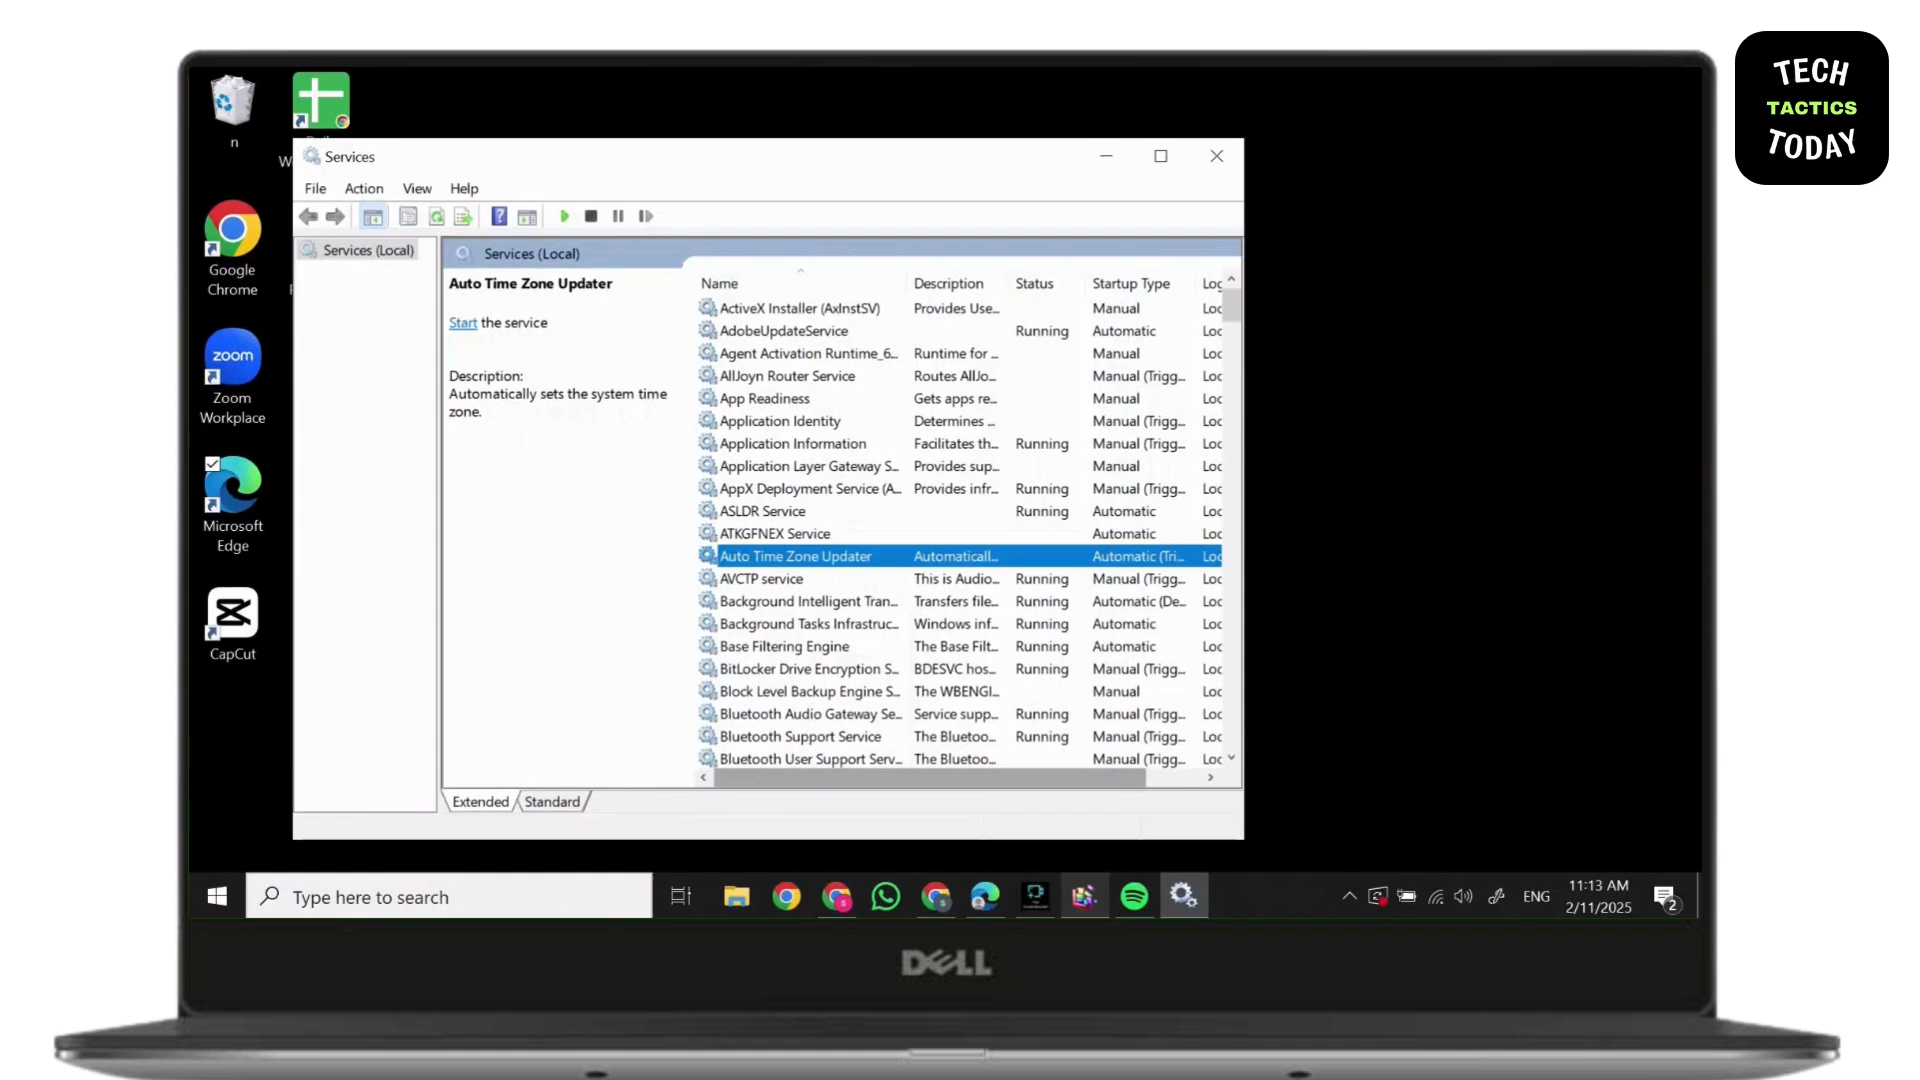 TECH
TACTICS
TODAY
n
W
Google
Chrome
zoom
Zoom
Workplace
Microsoft
Edge
CapCut
Services
File Action View Help
Services (Local)
Services (Local)
Auto Time Zone Updater
Start the service
Description:
Automatically sets the system time
zone.
Name Description Status Startup Type Log
ActiveX Installer (AxInstSV) Provides Use... Manual Loc
AdobeUpdateService Running Automatic Loc
Agent Activation Runtime_6... Runtime for ... Manual Loc
AllJoyn Router Service Routes AllJo... Manual (Trigg... Loc
App Readiness Gets apps re... Manual Loc
Application Identity Determines ... Manual (Trigg... Loc
Application Information Facilitates th... Running Manual (Trigg... Loc
Application Layer Gateway S... Provides sup... Manual Loc
AppX Deployment Service (A... Provides infr... Running Manual (Trigg... Loc
ASLDR Service Running Automatic Loc
ATKGFNEX Service Automatic Loc
Auto Time Zone Updater Automaticall... Automatic (Tri... Loc
AVCTP service This is Audio... Running Manual (Trigg... Loc
Background Intelligent Tran... Transfers file... Running Automatic (De... Loc
Background Tasks Infrastruc... Windows inf... Running Automatic Loc
Base Filtering Engine The Base Filt... Running Automatic Loc
BitLocker Drive Encryption S... BDESVC hos... Running Manual (Trigg... Loc
Block Level Backup Engine S... The WBENGI... Manual Loc
Bluetooth Audio Gateway Se... Service supp... Running Manual (Trigg... Loc
Bluetooth Support Service The Bluetoo... Running Manual (Trigg... Loc
Bluetooth User Support Serv... The Bluetoo... Manual (Trigg... Loc
Extended Standard
Type here to search
ENG
11:13 AM
2/11/2025
2
DELL